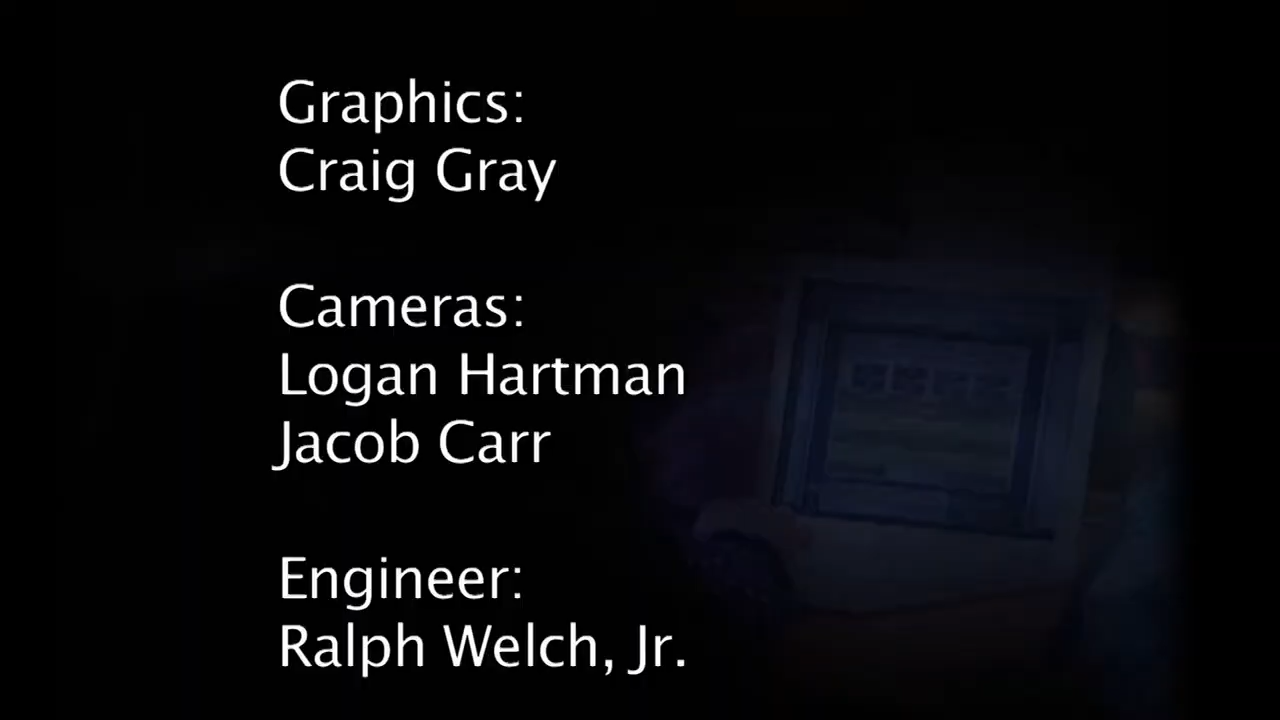 Graphics:
Craig Gray
Cameras:
Logan Hartman
Jacob Carr
Engineer:
Ralph Welch, Jr.